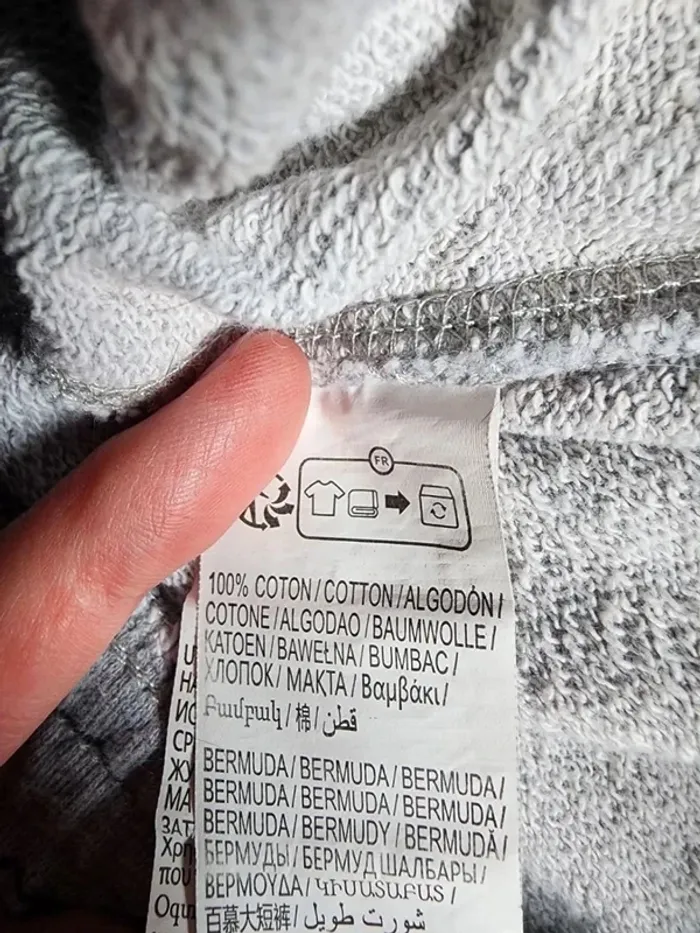 FR
100% COTON / COTTON / ALGODÓN /
COTONE / ALGODAO / BAUMWOLLE /
KATOEN / BAWEŁNA / BUMBAC /
ХЛОПОК / МАҚТА / Βαμβάκι /
Բամբակ / 棉 / قطن
BERMUDA / BERMUDA / BERMUDA /
BERMUDA / BERMUDA / BERMUDA /
BERMUDA / BERMUDY / BERMUDĂ /
БЕРМУДЫ / БЕРМУД ШАЛБАРЫ /
ΒΕΡΜΟΥΔΑ / ԿԻՍԱՏԱԲԱՏ /
百慕大短裤 / شورت طويل